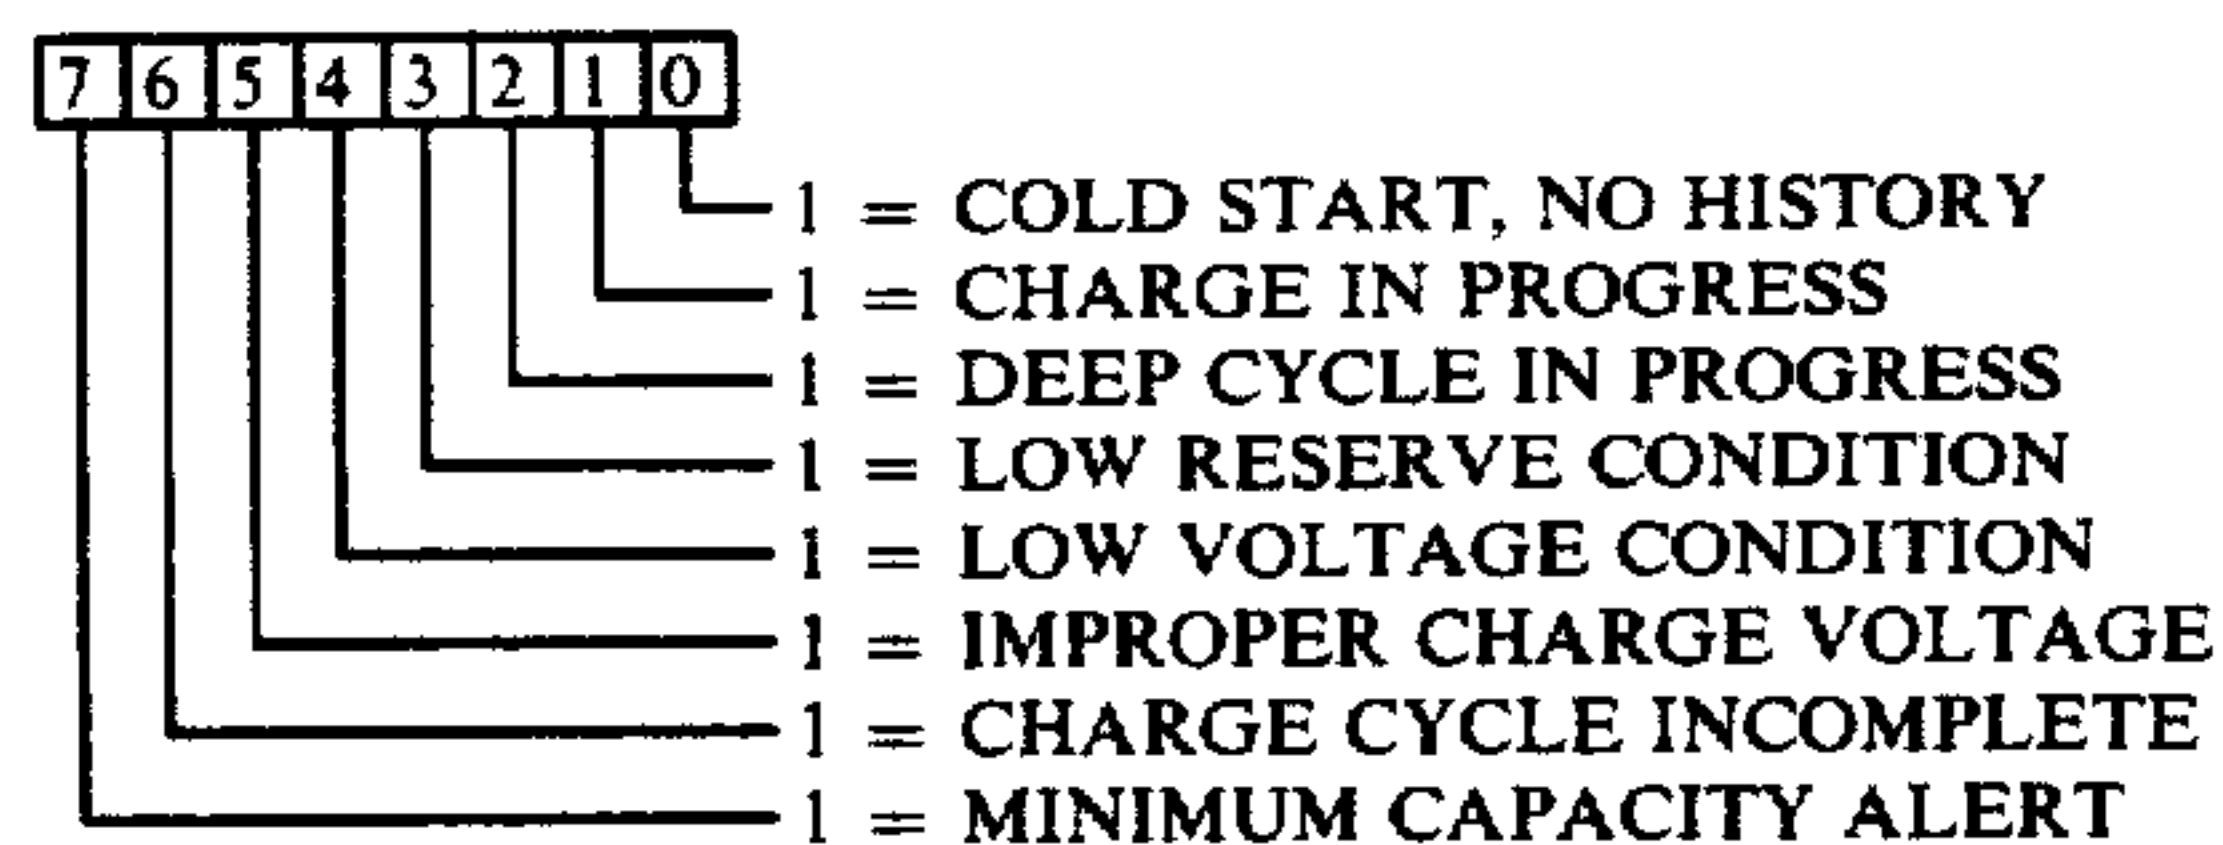 7 6 5 4 3 2 1 0
1 = COLD START, NO HISTORY
1 = CHARGE IN PROGRESS
1 = DEEP CYCLE IN PROGRESS
1 = LOW RESERVE CONDITION
1 = LOW VOLTAGE CONDITION
1 = IMPROPER CHARGE VOLTAGE
1 = CHARGE CYCLE INCOMPLETE
1 = MINIMUM CAPACITY ALERT